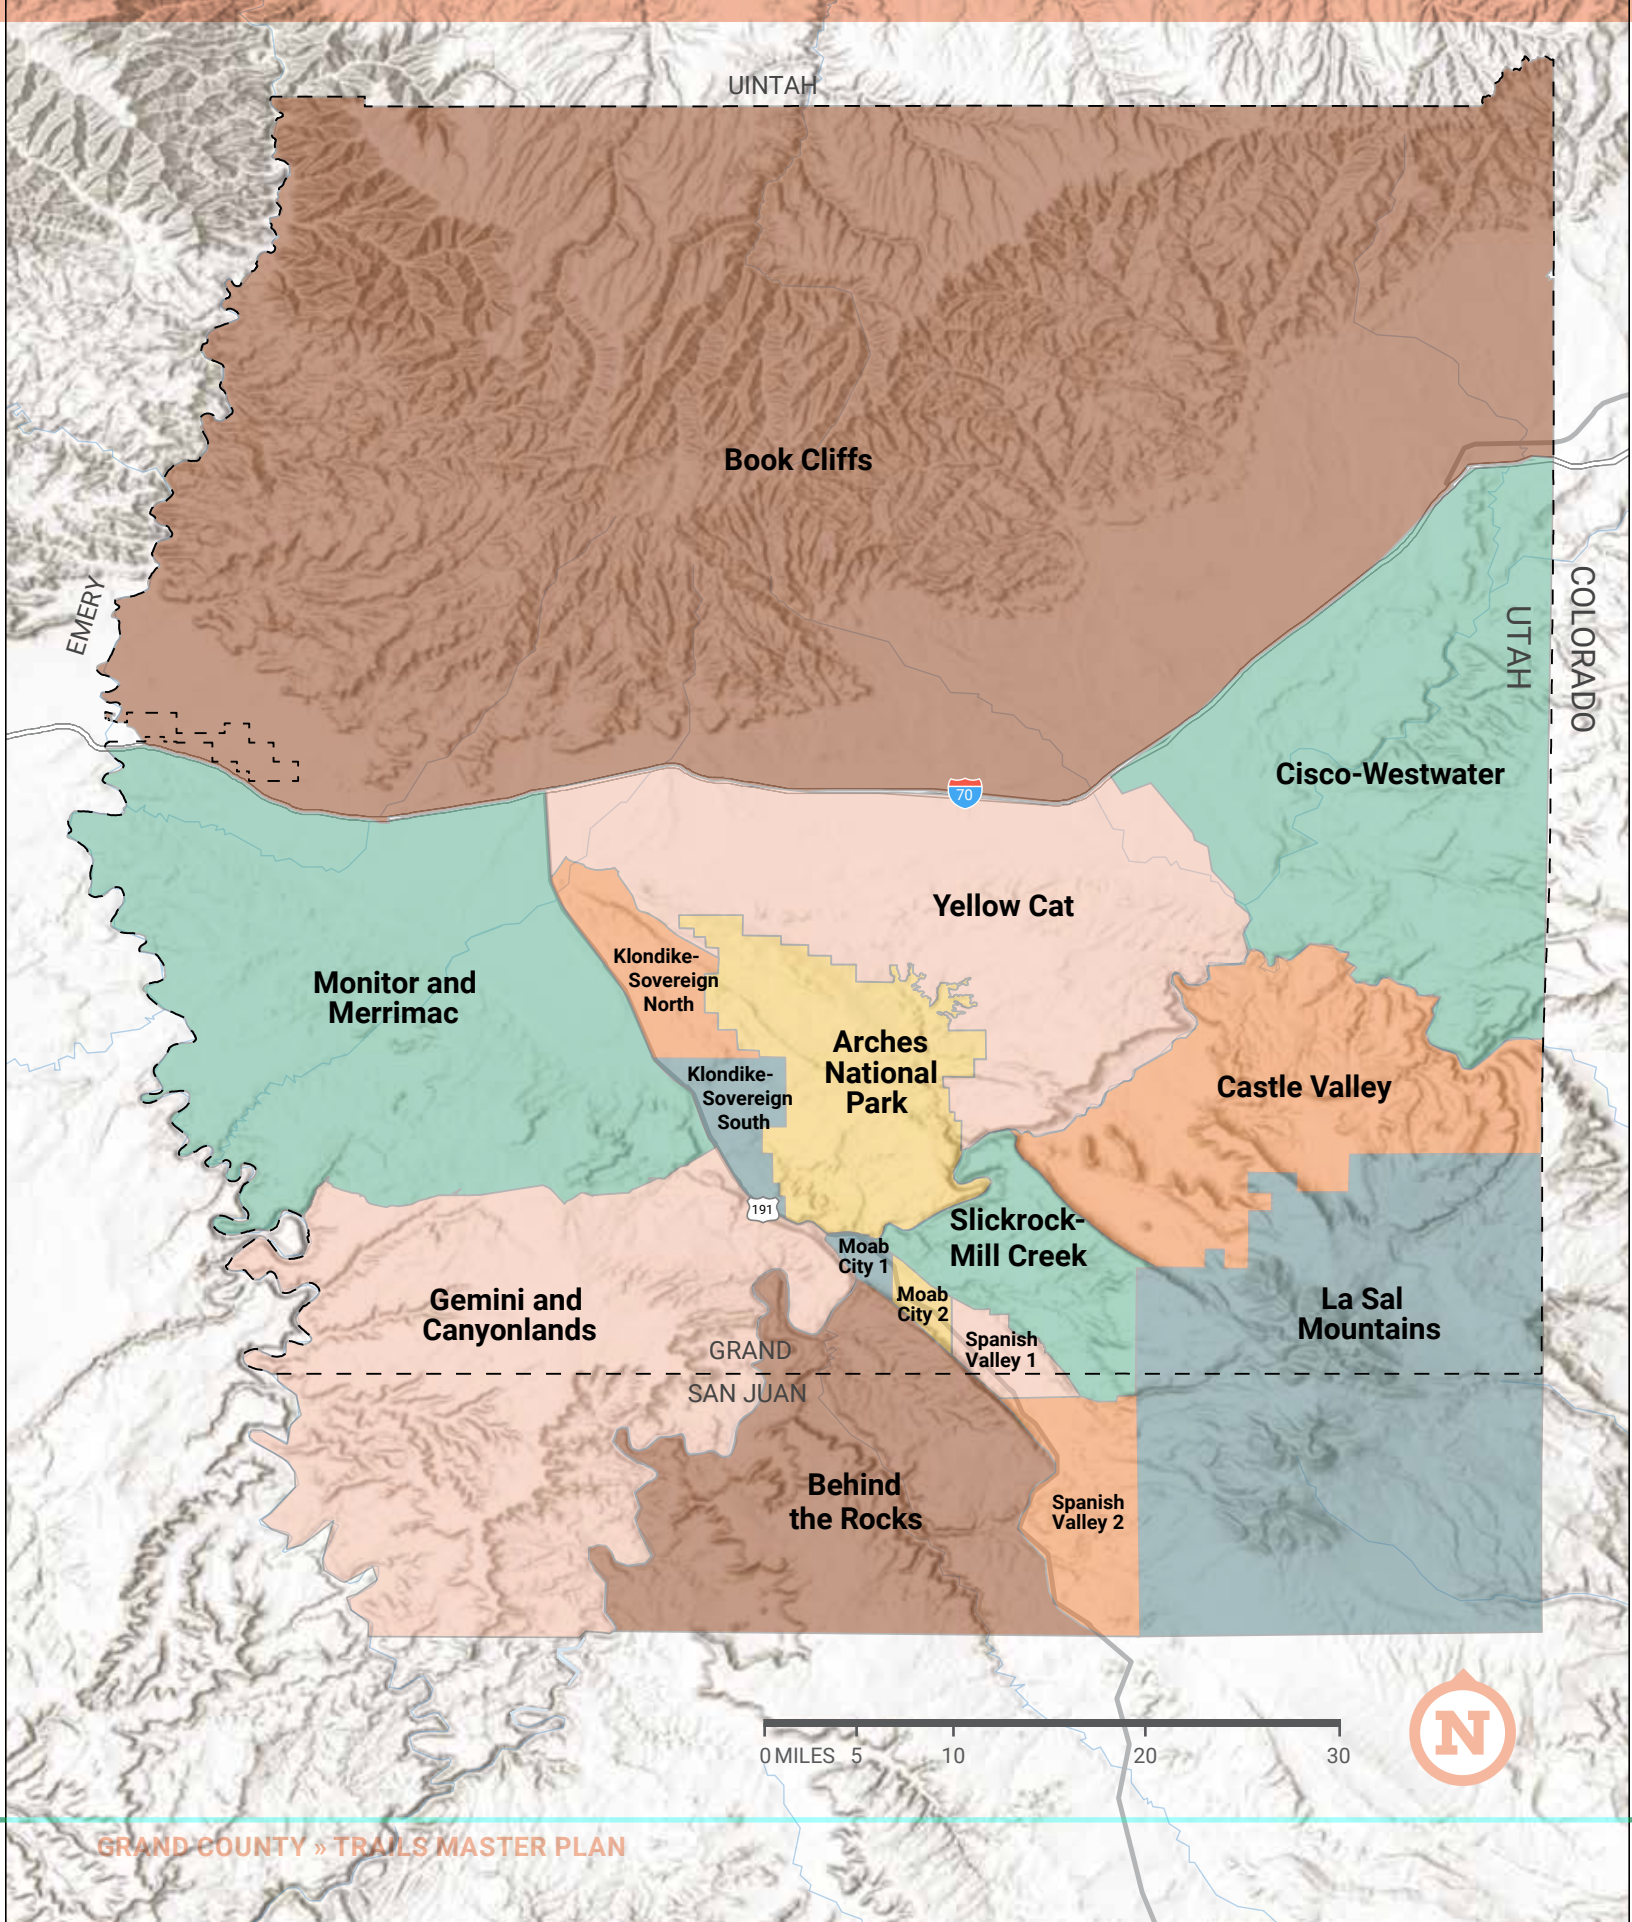 UINTAH
Book Cliffs
EMERY
COLORADO
UTAH
Cisco-Westwater
70
Yellow Cat
Klondike-
Sovereign
North
Monitor and
Merrimac
Arches
National
Park
Klondike-
Sovereign
South
Castle Valley
191
Slickrock-
Mill Creek
Moab
City 1
Moab
City 2
Gemini and
Canyonlands
La Sal
Mountains
Spanish
Valley 1
GRAND
SAN JUAN
Behind
the Rocks
Spanish
Valley 2
N
0 MILES 5 10 20 30
GRAND COUNTY » TRAILS MASTER PLAN